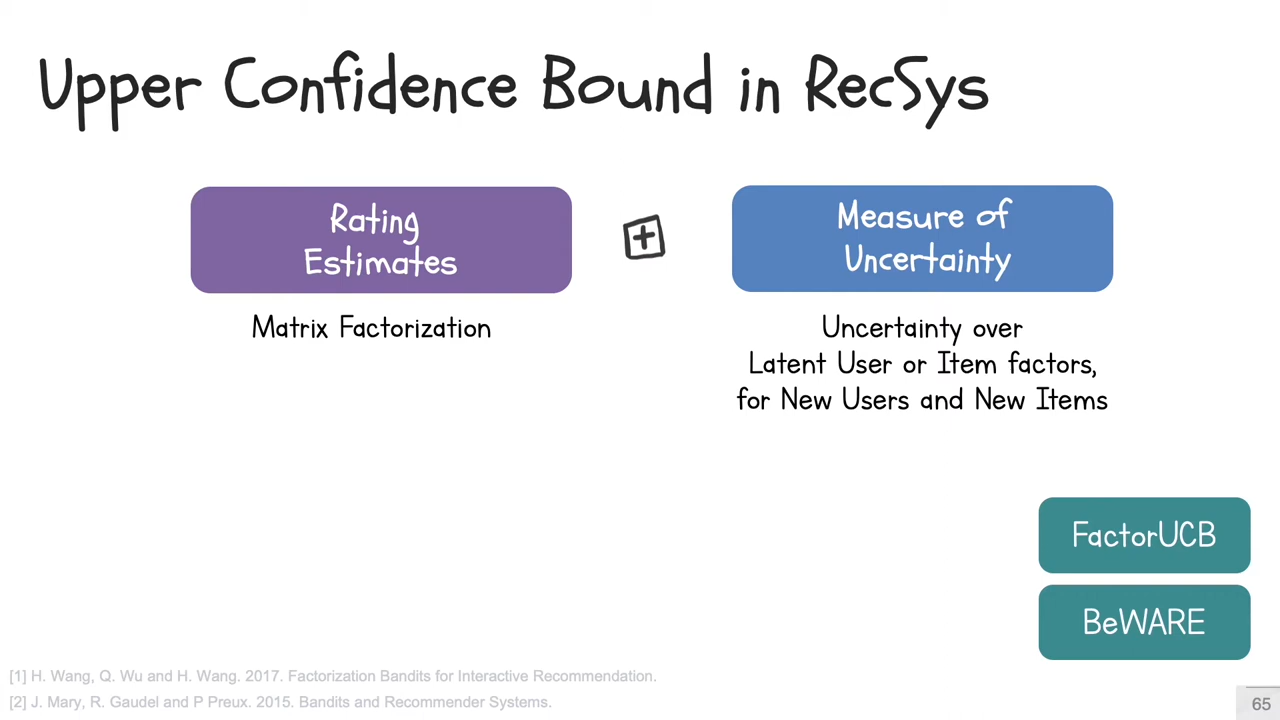 Upper Confidence Bound in RecSys
Rating
Estimates
+
Measure of
Uncertainty
Matrix Factorization
Uncertainty over
Latent User or Item factors,
for New Users and New Items
FactorUCB
BeWARE
[1] H. Wang, Q. Wu and H. Wang. 2017. Factorization Bandits for Interactive Recommendation.
[2] J. Mary, R. Gaudel and P Preux. 2015. Bandits and Recommender Systems.
65